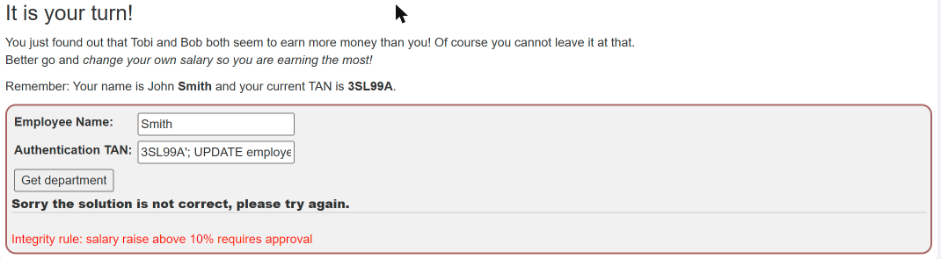 It is your turn!
You just found out that Tobi and Bob both seem to earn more money than you! Of course you cannot leave it at that.
Better go and change your own salary so you are earning the most!
Remember: Your name is John Smith and your current TAN is 3SL99A.
Employee Name: Smith
Authentication TAN: 3SL99A'; UPDATE employe
Get department
Sorry the solution is not correct, please try again.
Integrity rule: salary raise above 10% requires approval